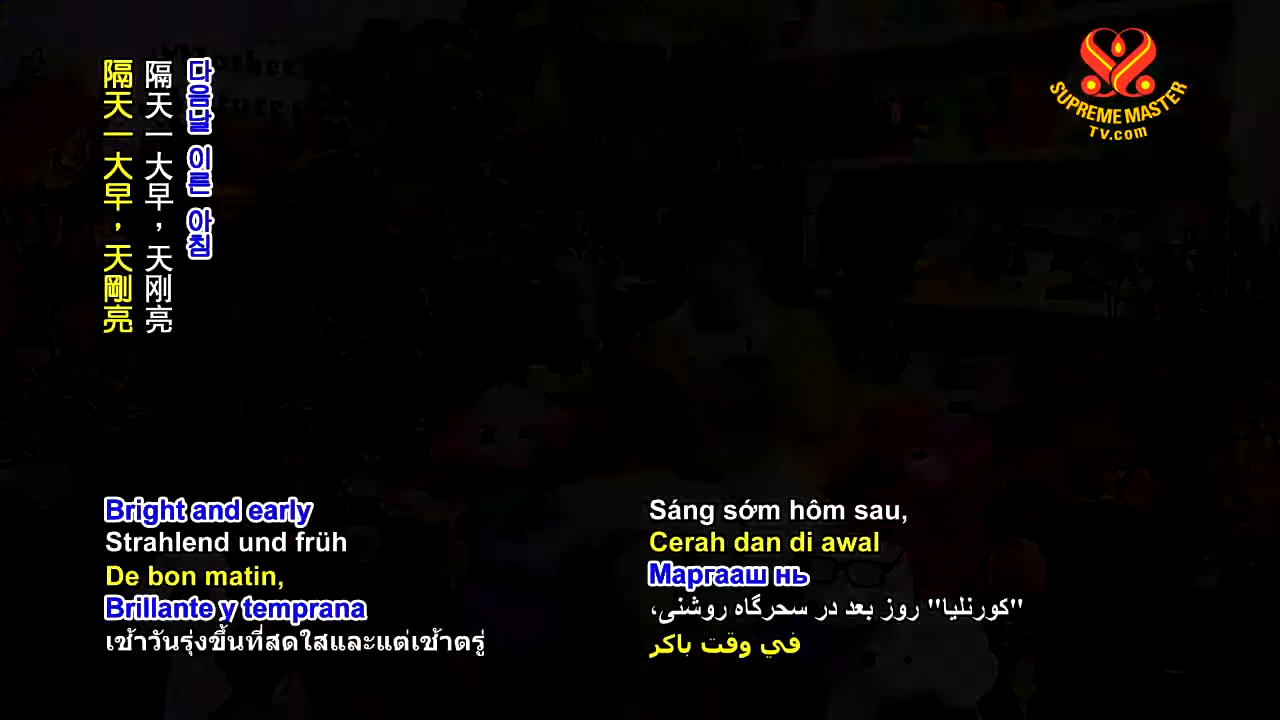 隔天一大早，天剛亮
隔天一大早，天刚亮
다음날 이른 아침
SUPREME MASTER
TV.com
Bright and early
Strahlend und früh
De bon matin,
Brillante y temprana
เช้าวันรุ่งขึ้นที่สดใสและแต่เช้าตรู่
Sáng sớm hôm sau,
Cerah dan di awal
Маргааш нь
"کورنلیا" روز بعد در سحرگاه روشنی،
في وقت باكر